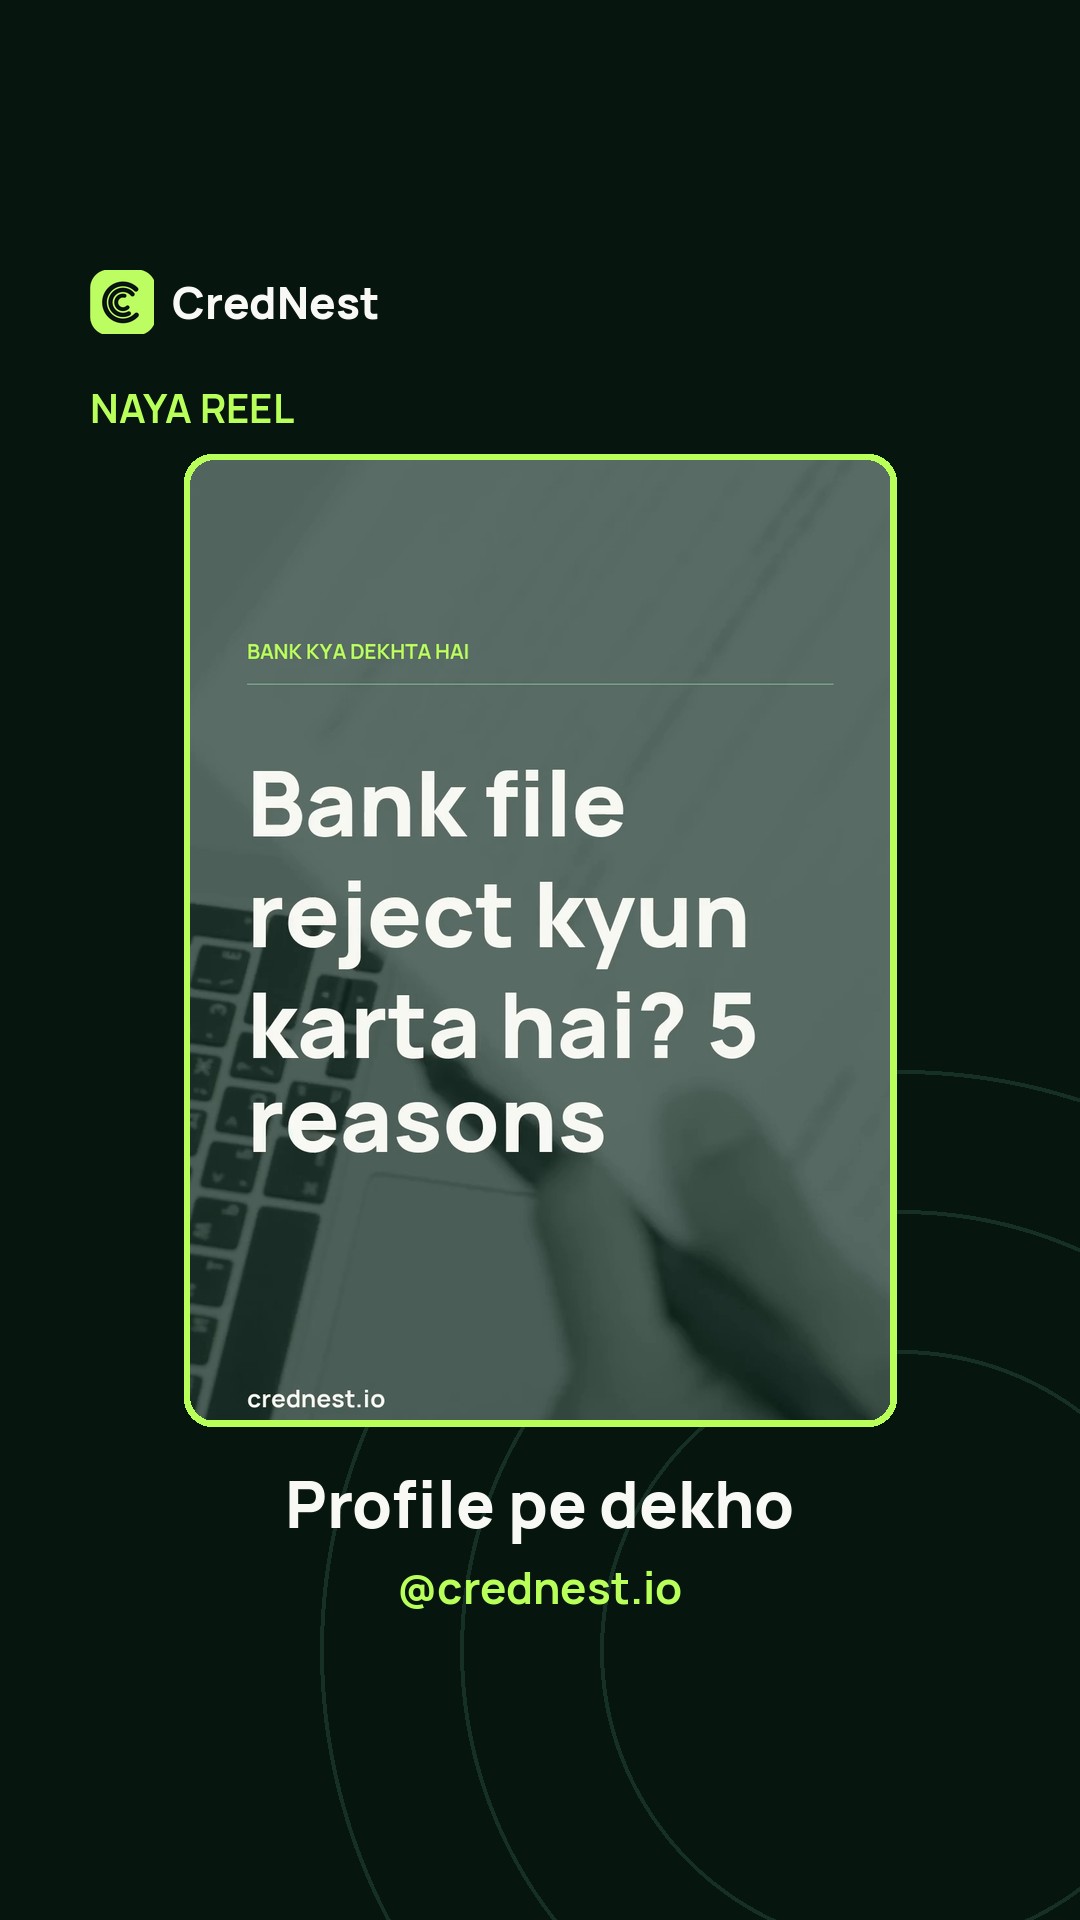 CredNest
NAYA REEL
BANK KYA DEKHTA HAI
Bank file
reject kyun
karta hai? 5
reasons
crednest.io
Profile pe dekho
@crednest.io